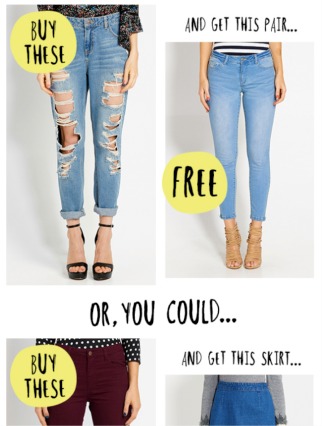 BUY
THESE
AND GET THIS PAIR...
FREE
OR, YOU COULD...
BUY
THESE
AND GET THIS SKIRT...